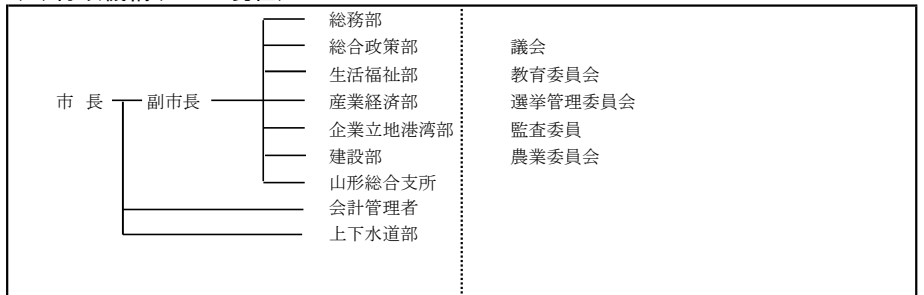 総務部
総合政策部
生活福祉部
市 長
副市長
産業経済部
企業立地港湾部
建設部
山形総合支所
会計管理者
上下水道部
議会
教育委員会
選挙管理委員会
監査委員
農業委員会